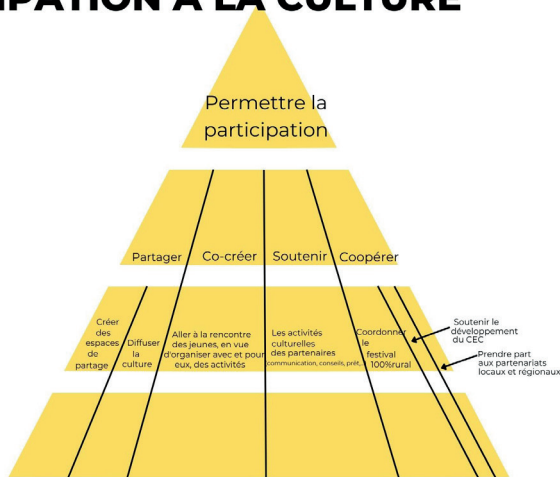 IPATION À LA CULTURE
Permettre la
participation
Partager
Co-créer
Soutenir
Coopérer
Créer
des
espaces
de
partage
Diffuser
la
culture
Aller à la rencontre
des jeunes, en vue
d'organiser avec et pour
eux, des activités
Les activités
culturelles
des partenaires
(communication, conseils, prêt,
Coordonner
le
festival
100%rural
Soutenir le
développement
du CEC
Prendre part
aux partenariats
locaux et régionaux